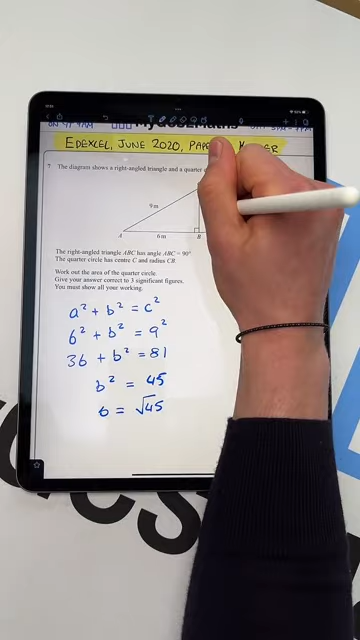 EDEXCEL, JUNE 2020, PAPER
7 The diagram shows a right-angled triangle and a quarter
9 m
A
6 m
B
The right-angled triangle ABC has angle ABC = 90°
The quarter circle has centre C and radius CB.
Work out the area of the quarter circle.
Give your answer correct to 3 significant figures.
You must show all your working.
a² + b² = c²
6² + b² = 9²
36 + b² = 81
b² = 45
b = √45